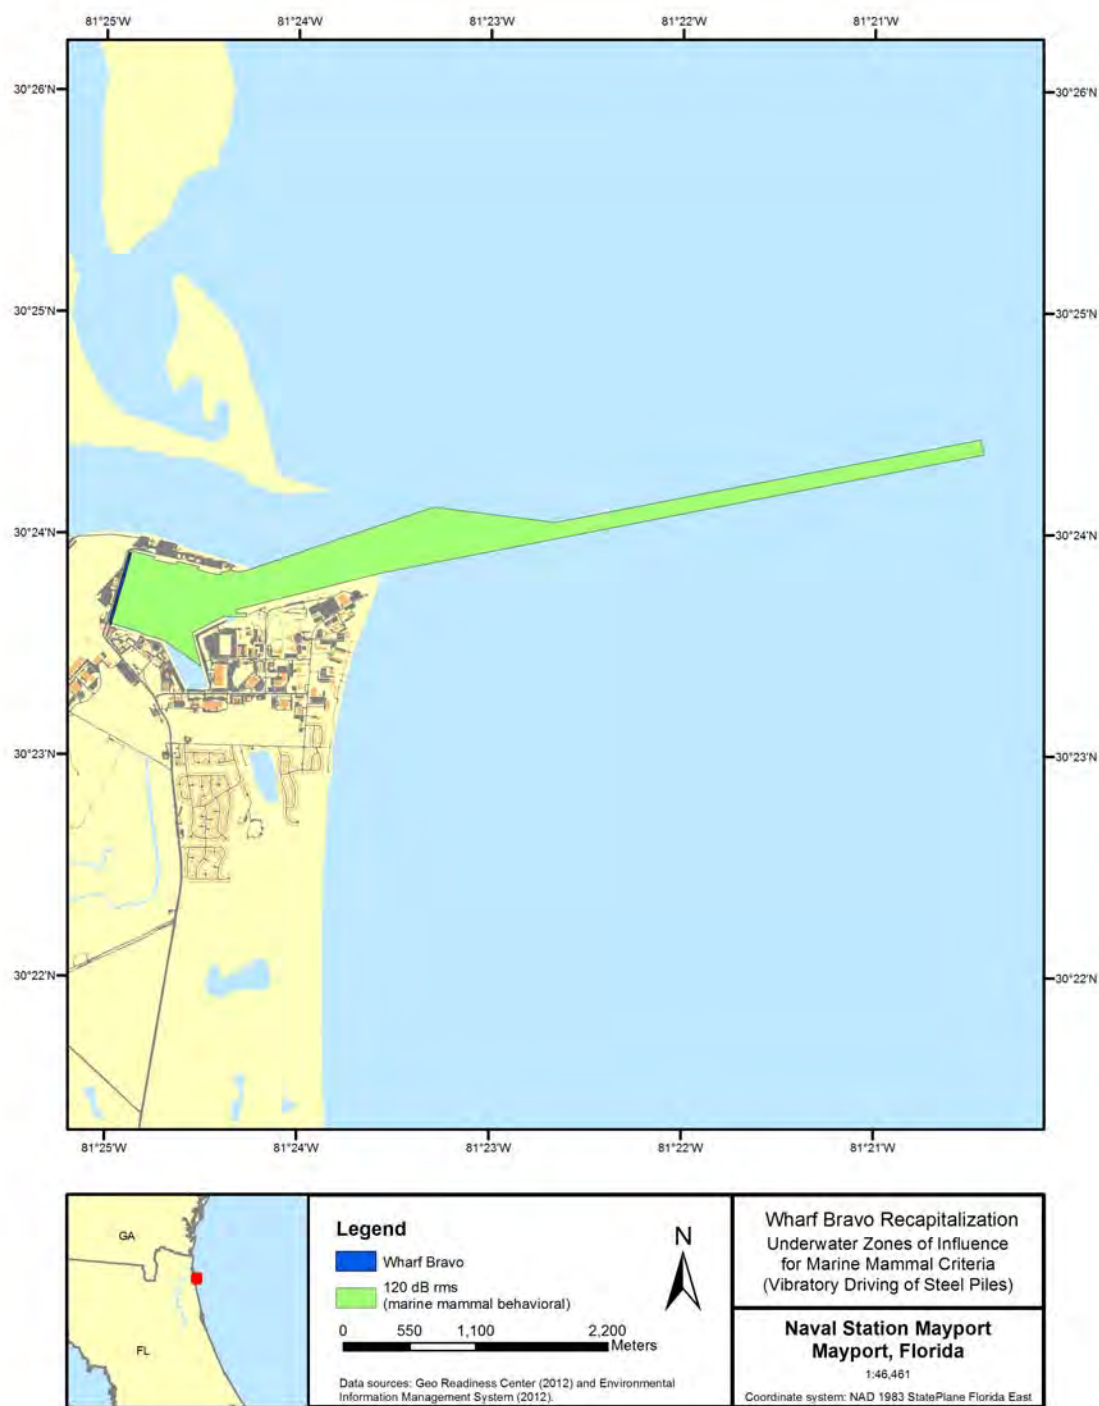 81°25'W 81°24'W 81°23'W 81°22'W 81°21'W
30°26'N 30°26'N
30°25'N 30°25'N
30°24'N 30°24'N
30°23'N 30°23'N
30°22'N 30°22'N
81°25'W 81°24'W 81°23'W 81°22'W 81°21'W
GA
FL
Legend
Wharf Bravo
120 dB rms
(marine mammal behavioral)
N
0 550 1,100 2,200
Meters
Data sources: Geo Readiness Center (2012) and Environmental
Information Management System (2012).
Wharf Bravo Recapitalization
Underwater Zones of Influence
for Marine Mammal Criteria
(Vibratory Driving of Steel Piles)
Naval Station Mayport
Mayport, Florida
1:46,461
Coordinate system: NAD 1983 StatePlane Florida East